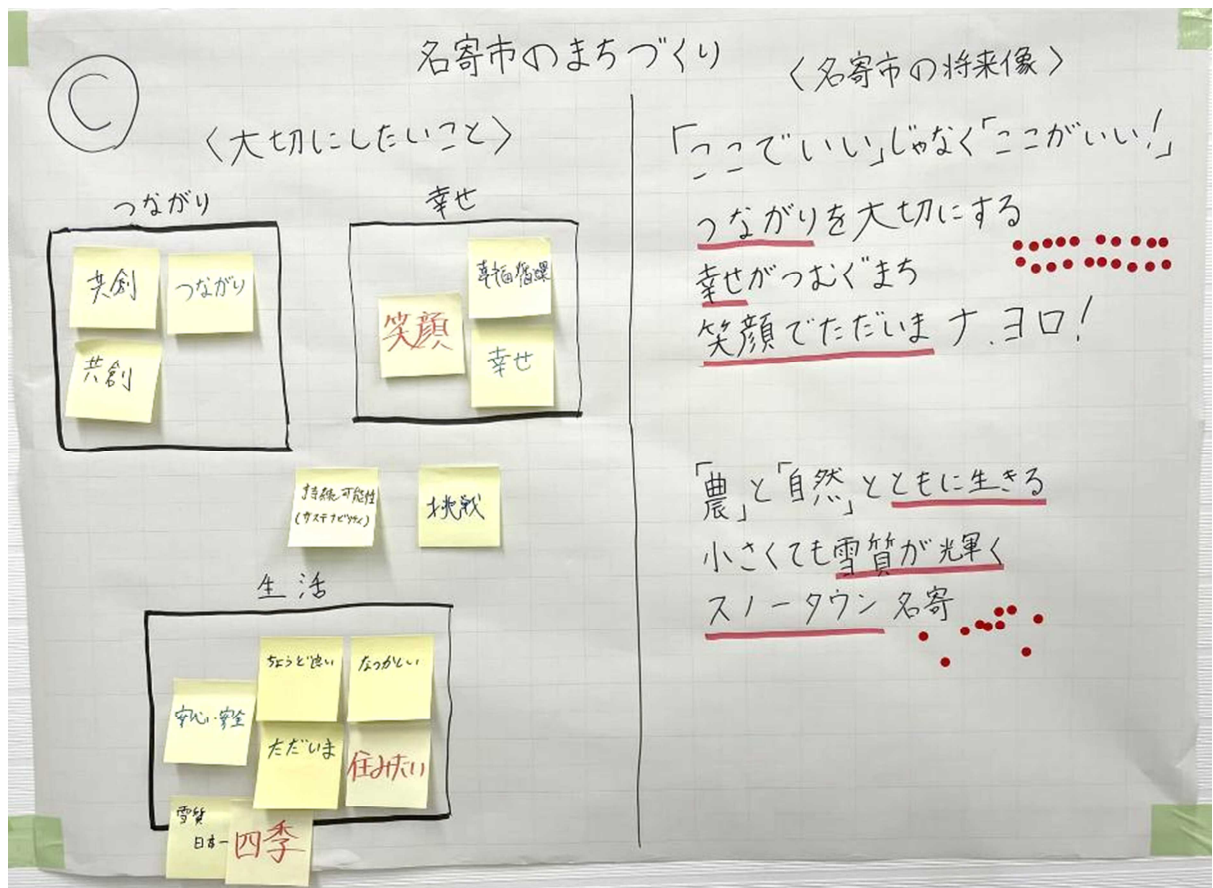 名寄市のまちづくり
Ⓒ
〈大切にしたいこと〉
つながり
共創
つながり
共創
幸せ
幸福循環
笑顔
幸せ
持続可能性
(サステナビリティ)
挑戦
生活
ちょうど良い
なつかしい
安心・安全
ただいま
住みたい
雪質
日本一
四季
〈名寄市の将来像〉
「ここでいい」じゃなく「ここがいい!」
つながりを大切にする
幸せがつむぐまち
笑顔でただいま ナ.ヨロ!
「農」と「自然」とともに生きる
小さくても雪質が光輝く
スノータウン 名寄